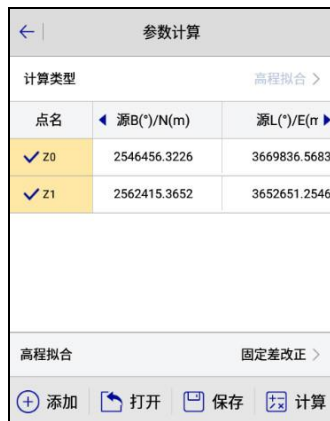 参数计算
计算类型 高程拟合
点名 源B(°)/N(m) 源L(°)/E(m
Z0 2546456.3226 3669836.5683
Z1 2562415.3652 3652651.2546
高程拟合 固定差改正
添加 打开 保存 计算